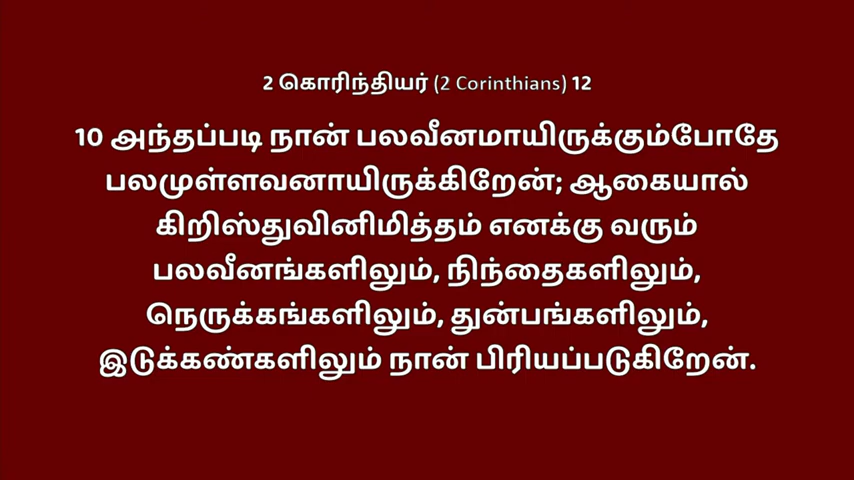 2 கொரிந்தியர் (2 Corinthians) 12
10 அந்தப்படி நான் பலவீனமாயிருக்கும்போதே
பலமுள்ளவனாயிருக்கிறேன்; ஆகையால்
கிறிஸ்துவினிமித்தம் எனக்கு வரும்
பலவீனங்களிலும், நிந்தைகளிலும்,
நெருக்கங்களிலும், துன்பங்களிலும்,
இடுக்கண்களிலும் நான் பிரியப்படுகிறேன்.